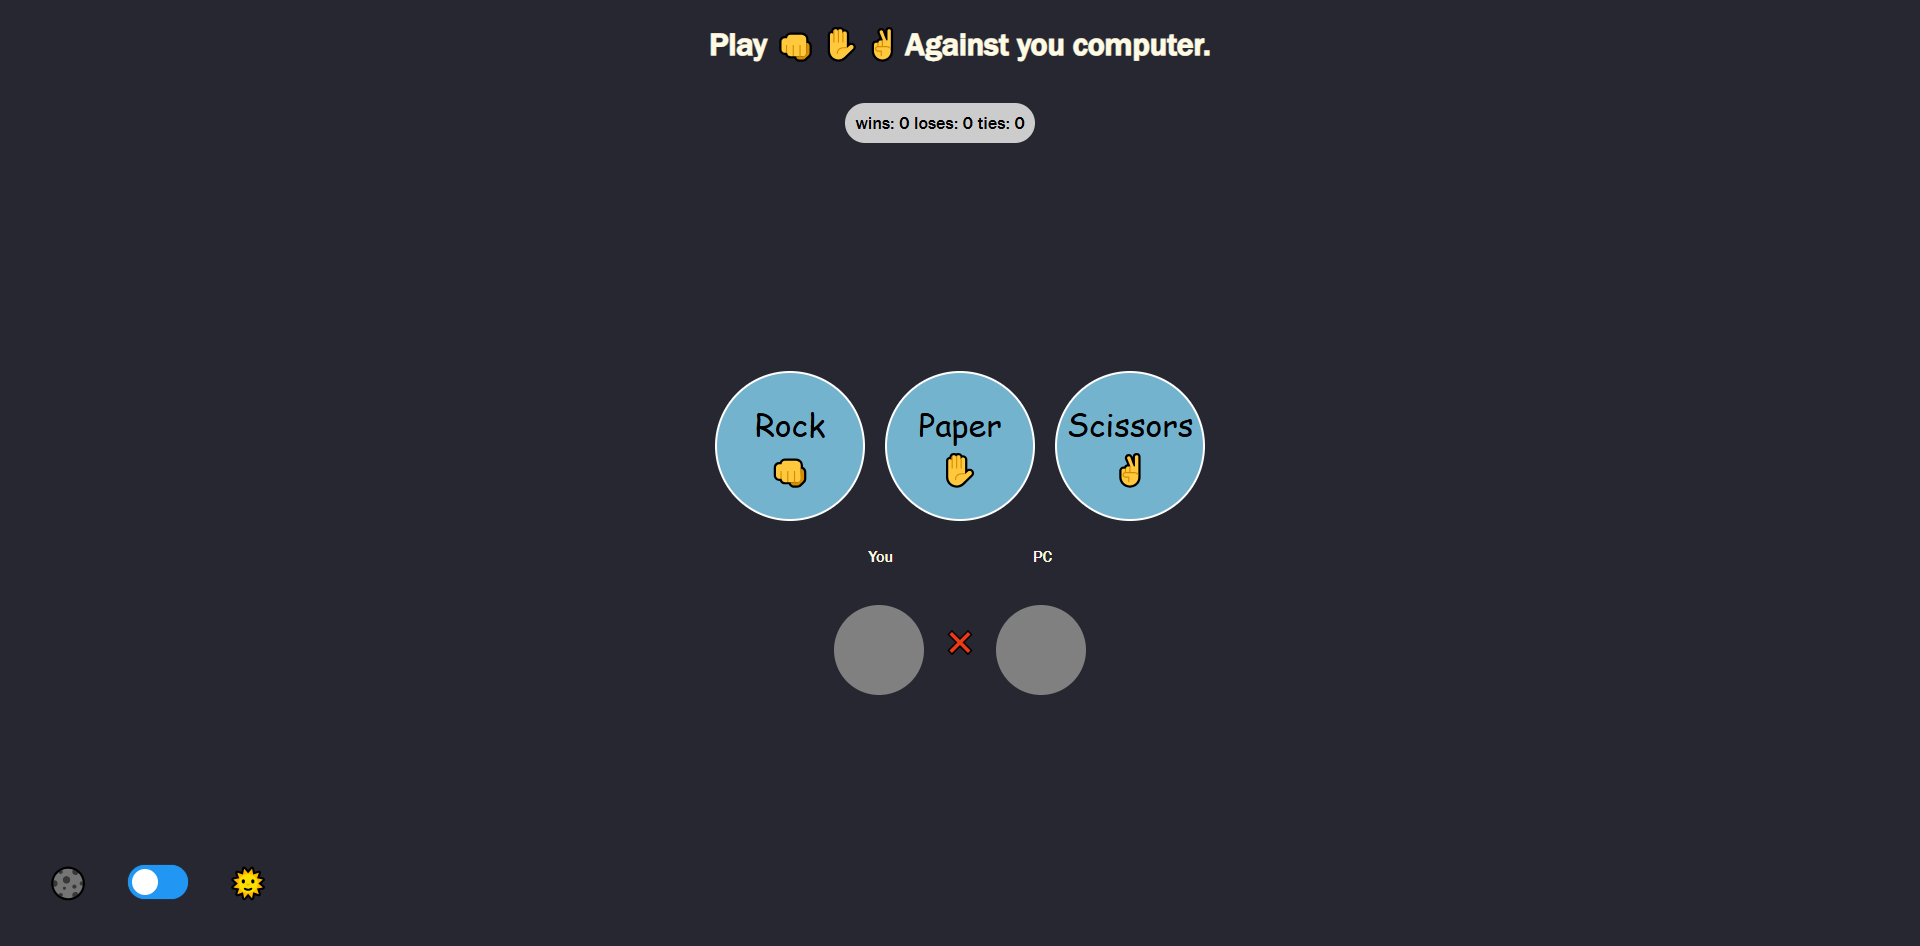 Play 👊 ✋ ✌ Against you computer.
wins: 0 loses: 0 ties: 0
Rock
Paper
Scissors
You
PC